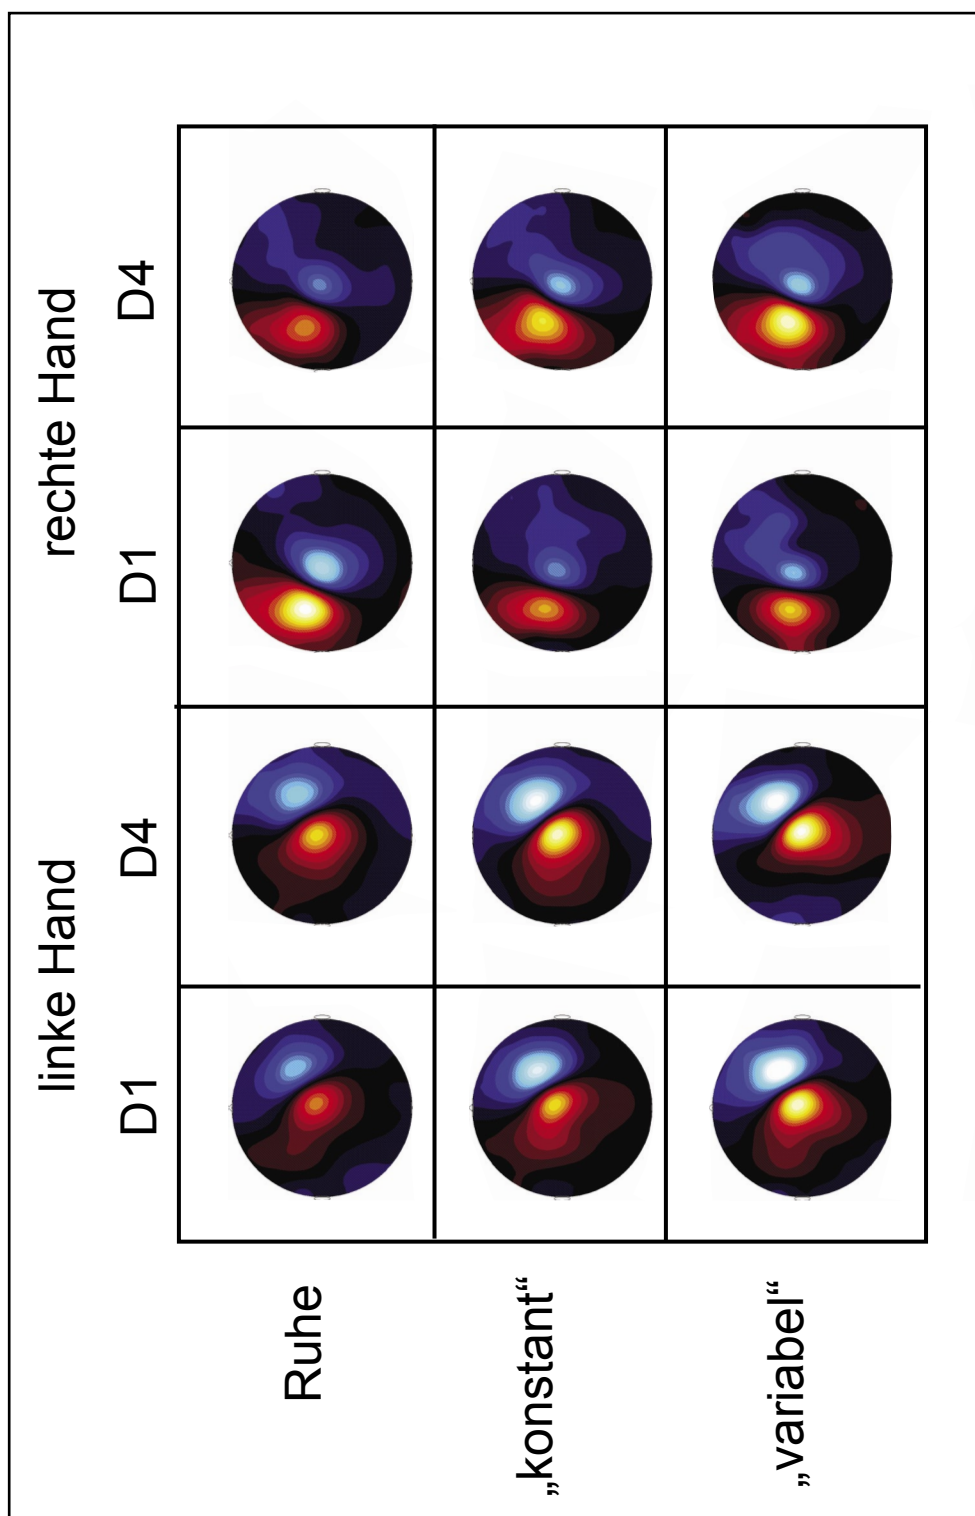 linke Hand rechte Hand
D1 D4 D1 D4
Ruhe
„konstant“
„variabel“